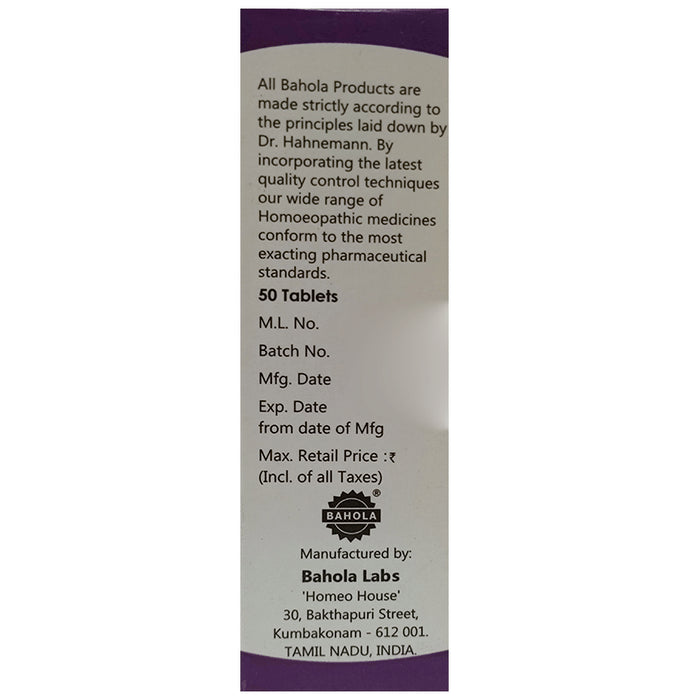 All Bahola Products are
made strictly according to
the principles laid down by
Dr. Hahnemann. By
incorporating the latest
quality control techniques
our wide range of
Homoeopathic medicines
conform to the most
exacting pharmaceutical
standards.
50 Tablets
M.L. No.
Batch No.
Mfg. Date
Exp. Date
from date of Mfg
Max. Retail Price :₹
(Incl. of all Taxes)
®
BAHOLA
Manufactured by:
Bahola Labs
'Homeo House'
30, Bakthapuri Street,
Kumbakonam - 612 001.
TAMIL NADU, INDIA.